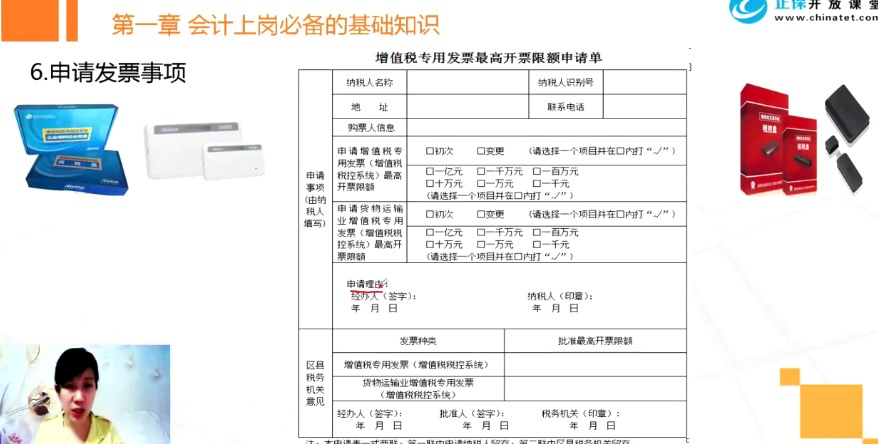 第一章 会计上岗必备的基础知识
正保开放课堂
www.chinatet.com
6.申请发票事项
增值税专用发票最高开票限额申请单
申请
事项
(由纳
税人
填写)
纳税人名称
纳税人识别号
地 址
联系电话
购票人信息
申请增值税专
用发票（增值税
税控系统）最高
开票限额
□初次 □变更 （请选择一个项目并在□内打“✓”）
□一亿元 □一千万元 □一百万元
□十万元 □一万元 □一千元
（请选择一个项目并在□内打“✓”）
申请货物运输
业增值税专用
发票（增值税税
控系统）最高开
票限额
□初次 □变更 （请选择一个项目并在□内打“✓”）
□一亿元 □一千万元 □一百万元
□十万元 □一万元 □一千元
（请选择一个项目并在□内打“✓”）
申请理由：
经办人（签字）： 纳税人（印章）：
年 月 日 年 月 日
区县
税务
机关
意见
发票种类
批准最高开票限额
增值税专用发票（增值税税控系统）
货物运输业增值税专用发票
（增值税税控系统）
经办人（签字）： 批准人（签字）： 税务机关（印章）：
年 月 日 年 月 日 年 月 日
注：本申请表一式两联：第一联由申请纳税人留存；第二联由区县税务机关留存
税控盘
报税盘